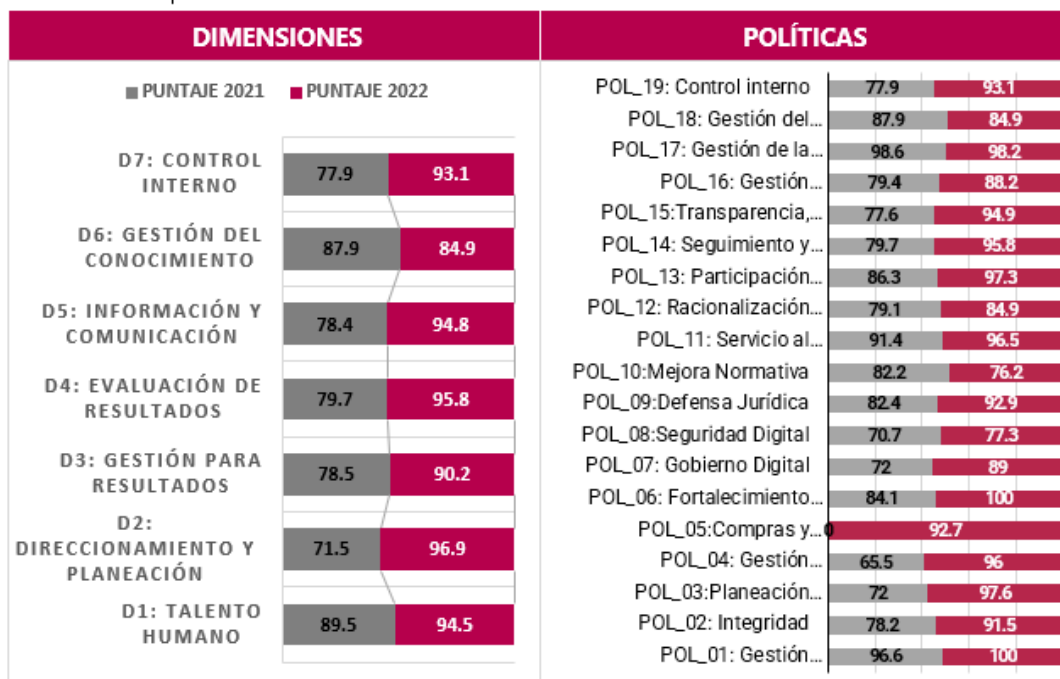 DIMENSIONES
PUNTAJE 2021 PUNTAJE 2022
D7: CONTROL
INTERNO
77.9 93.1
D6: GESTIÓN DEL
CONOCIMIENTO
87.9 84.9
D5: INFORMACIÓN Y
COMUNICACIÓN
78.4 94.8
D4: EVALUACIÓN DE
RESULTADOS
79.7 95.8
D3: GESTIÓN PARA
RESULTADOS
78.5 90.2
D2:
DIRECCIONAMIENTO Y
PLANEACIÓN
71.5 96.9
D1: TALENTO
HUMANO
89.5 94.5
POLÍTICAS
POL_19: Control interno 77.9 93.1
POL_18: Gestión del... 87.9 84.9
POL_17: Gestión de la... 98.6 98.2
POL_16: Gestión... 79.4 88.2
POL_15:Transparencia,... 77.6 94.9
POL_14: Seguimiento y... 79.7 95.8
POL_13: Participación... 86.3 97.3
POL_12: Racionalización... 79.1 84.9
POL_11: Servicio al... 91.4 96.5
POL_10:Mejora Normativa 82.2 76.2
POL_09:Defensa Jurídica 82.4 92.9
POL_08:Seguridad Digital 70.7 77.3
POL_07: Gobierno Digital 72 89
POL_06: Fortalecimiento... 84.1 100
POL_05:Compras y... 0 92.7
POL_04: Gestión... 65.5 96
POL_03:Planeación... 72 97.6
POL_02: Integridad 78.2 91.5
POL_01: Gestión... 96.6 100